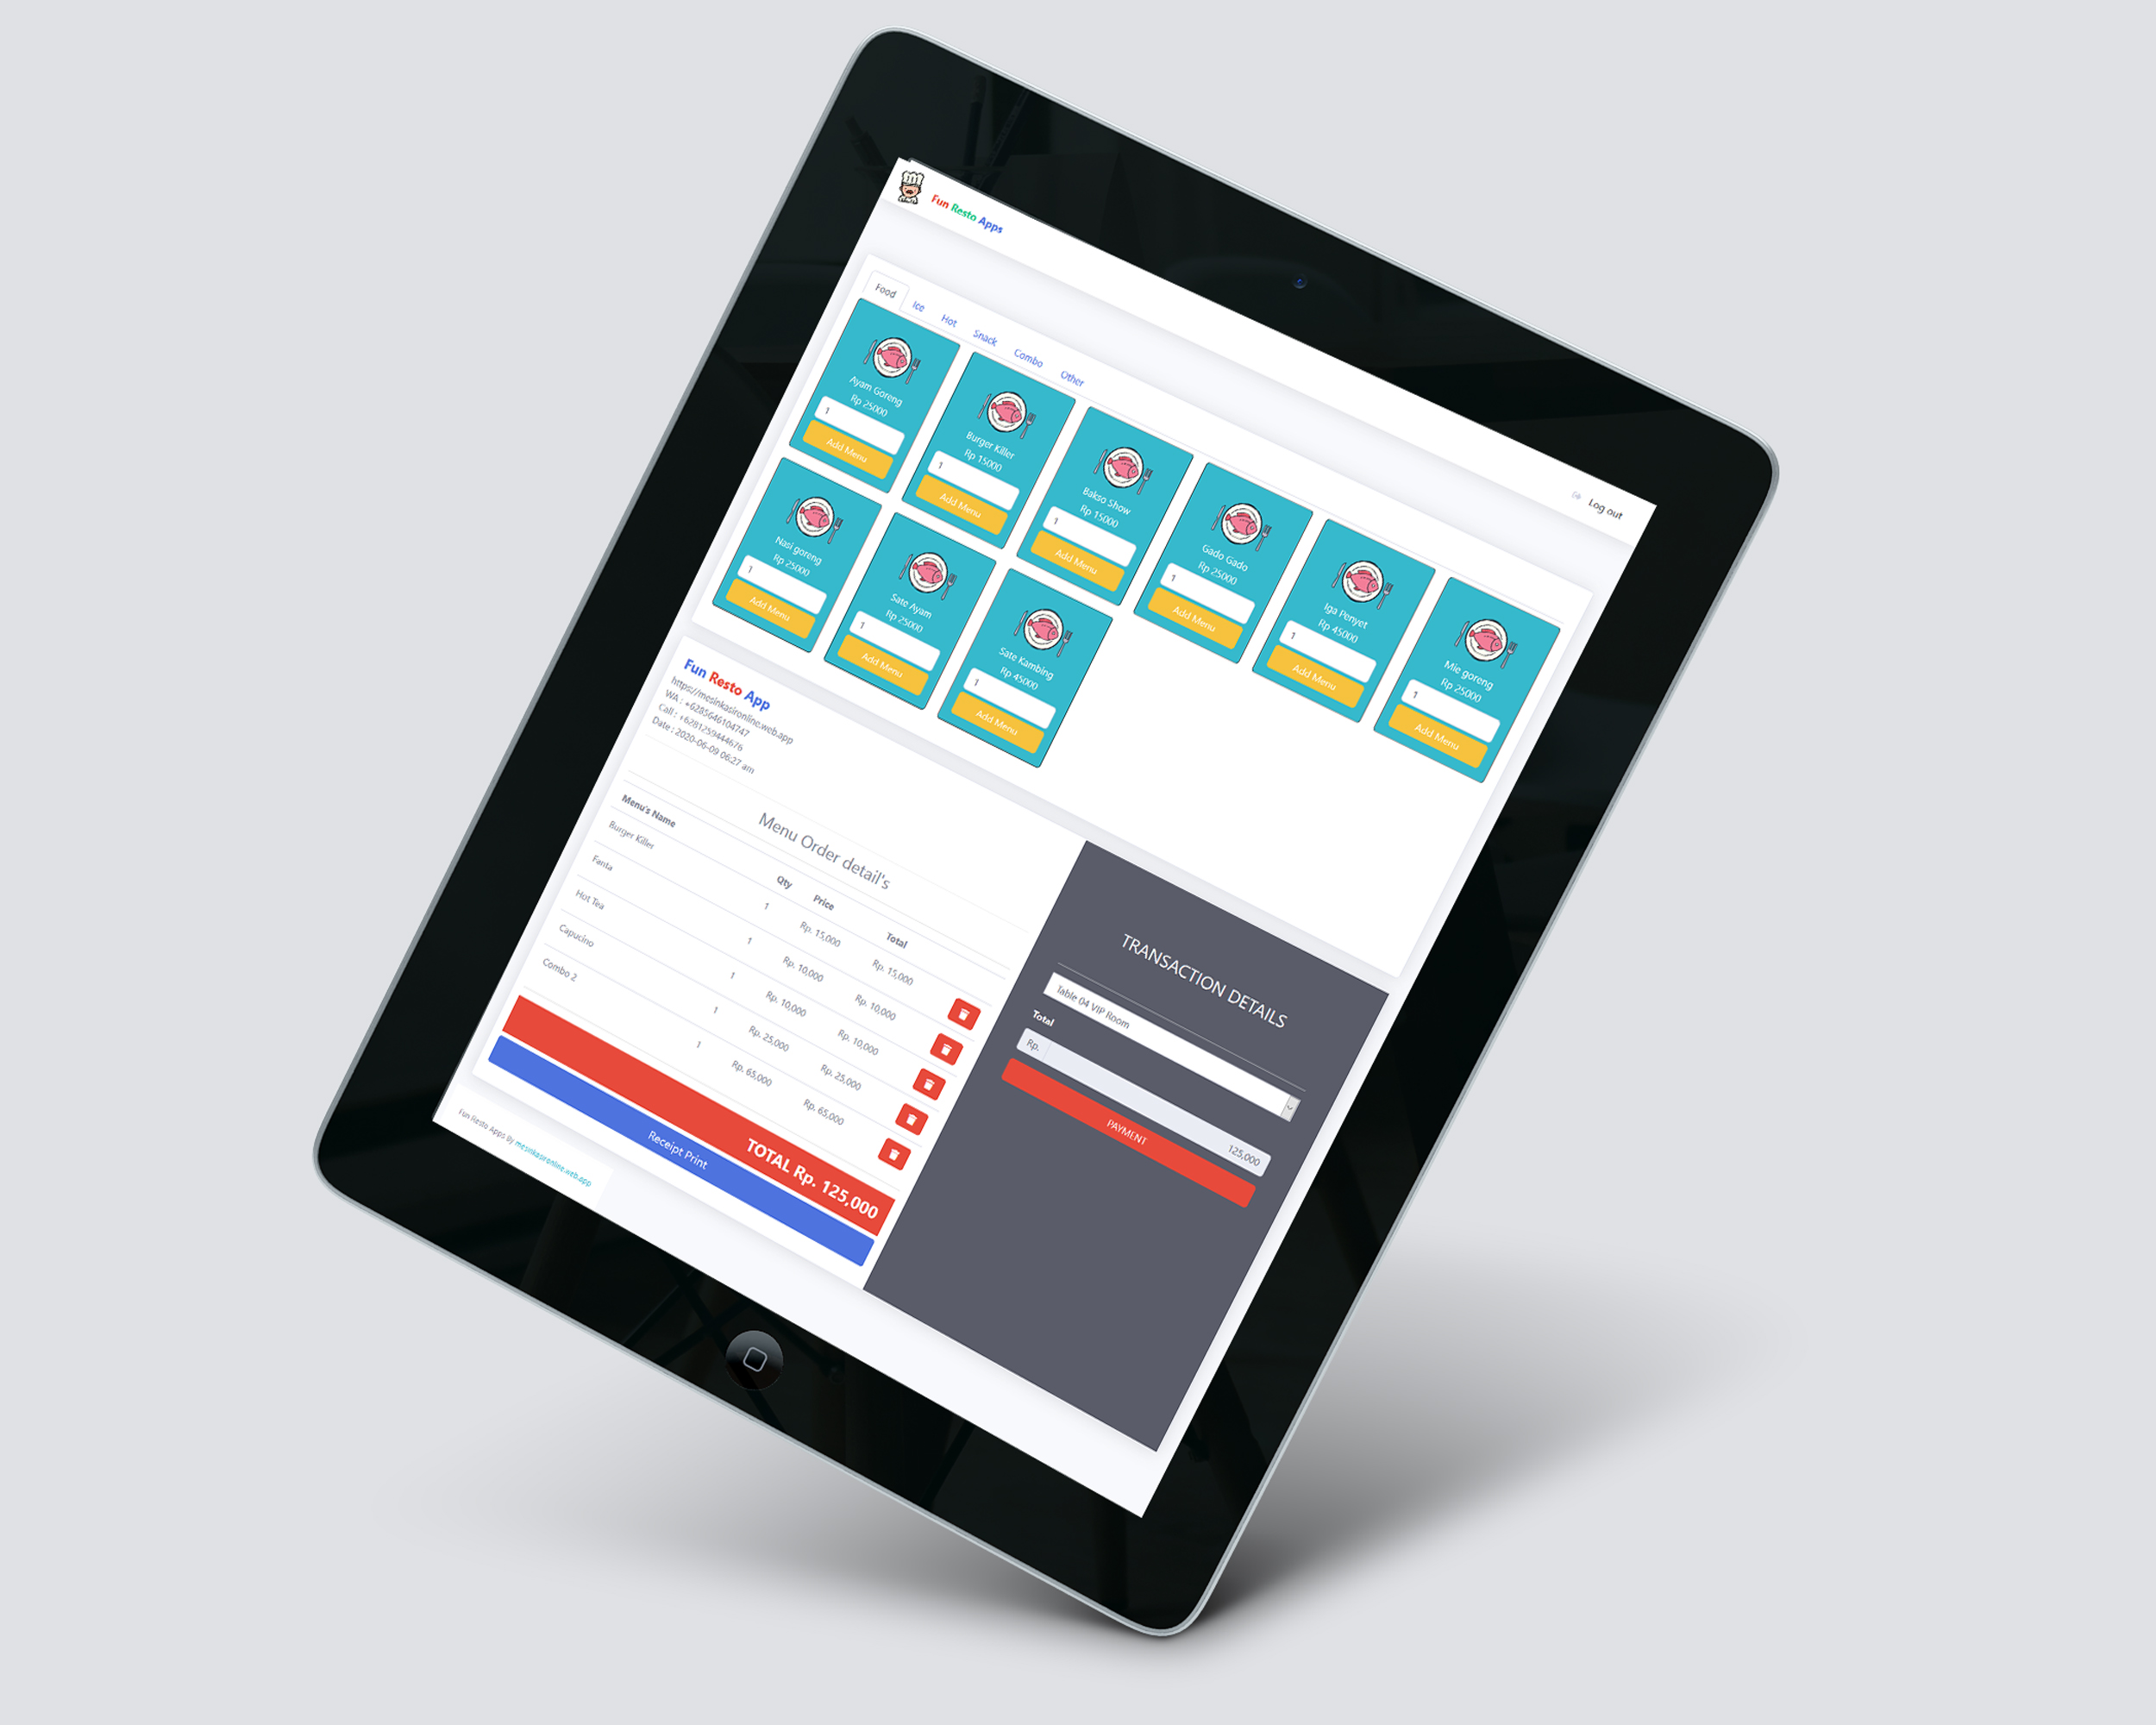 Fun Resto Apps
Log out
Food Ice Hot Snack Combo Other
Ayam Goreng
Rp 25000
1
Add Menu
Burger Killer
Rp 15000
1
Add Menu
Bakso Show
Rp 15000
1
Add Menu
Gado Gado
Rp 25000
1
Add Menu
Iga Penyet
Rp 45000
1
Add Menu
Mie goreng
Rp 25000
1
Add Menu
Nasi goreng
Rp 25000
1
Add Menu
Sate Ayam
Rp 25000
1
Add Menu
Sate Kambing
Rp 45000
1
Add Menu
Fun Resto App
https://mesinkasironline.web.app
WA : +6285646104747
Call : +6281259444676
Date : 2020-06-09 06:27 am
Menu Order detail's
Menu's Name Qty Price Total
Burger Killer 1 Rp. 15,000 Rp. 15,000
Fanta 1 Rp. 10,000 Rp. 10,000
Hot Tea 1 Rp. 10,000 Rp. 10,000
Capucino 1 Rp. 25,000 Rp. 25,000
Combo 2 1 Rp. 65,000 Rp. 65,000
TOTAL Rp. 125,000
Receipt Print
TRANSACTION DETAILS
Table 04 VIP Room
Total
Rp. 125,000
PAYMENT
Fun Resto Apps By mesinkasironline.web.app